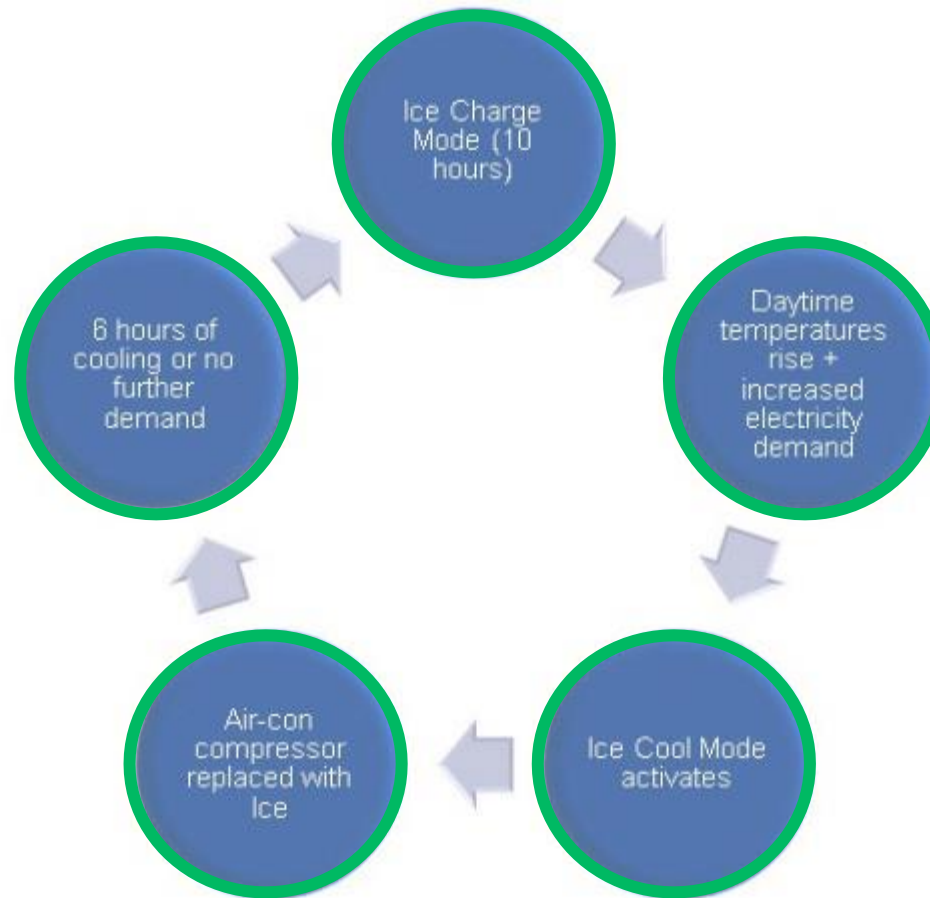 Ice Charge
Mode (10
hours)
Daytime
temperatures
rise +
increased
electricity
demand
Ice Cool Mode
activates
Air-con
compressor
replaced with
Ice
6 hours of
cooling or no
further
demand